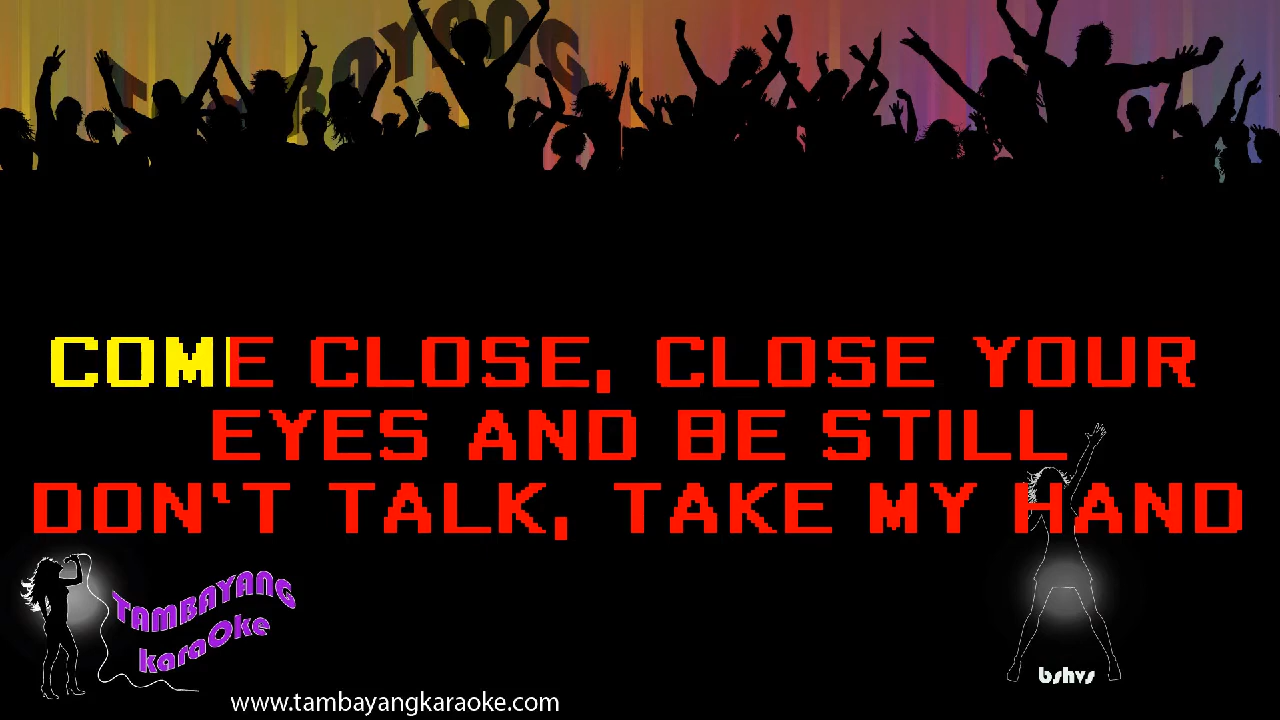 TAMBAYANG
COME CLOSE, CLOSE YOUR
EYES AND BE STILL
DON'T TALK, TAKE MY HAND
TAMBAYANG
karaOke
bshvs
www.tambayangkaraoke.com